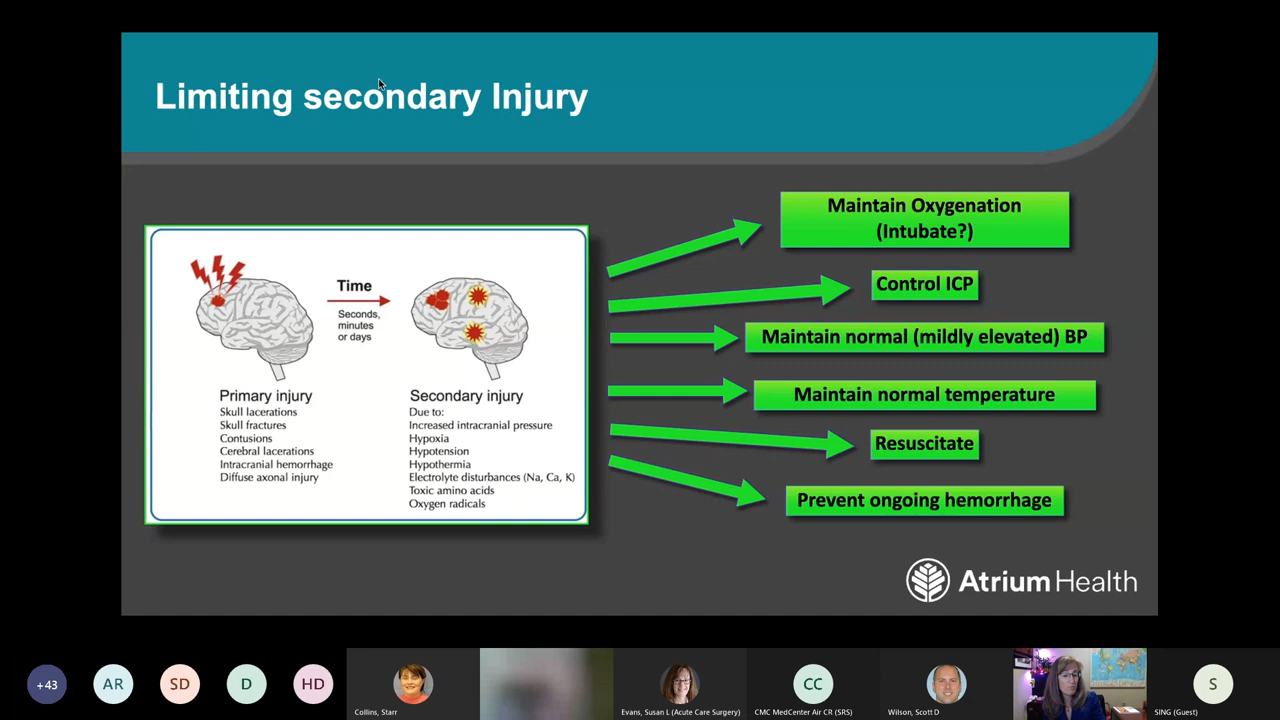 Limiting secondary Injury
Time
Seconds,
minutes
or days
Primary injury
Skull lacerations
Skull fractures
Contusions
Cerebral lacerations
Intracranial hemorrhage
Diffuse axonal injury
Secondary injury
Due to:
Increased intracranial pressure
Hypoxia
Hypotension
Hypothermia
Electrolyte disturbances (Na, Ca, K)
Toxic amino acids
Oxygen radicals
Maintain Oxygenation
(Intubate?)
Control ICP
Maintain normal (mildly elevated) BP
Maintain normal temperature
Resuscitate
Prevent ongoing hemorrhage
Atrium Health
+43
AR
SD
D
HD
Collins, Starr
Evans, Susan L (Acute Care Surgery)
CC
CMC MedCenter Air CR (SRS)
Wilson, Scott D
S
SING (Guest)